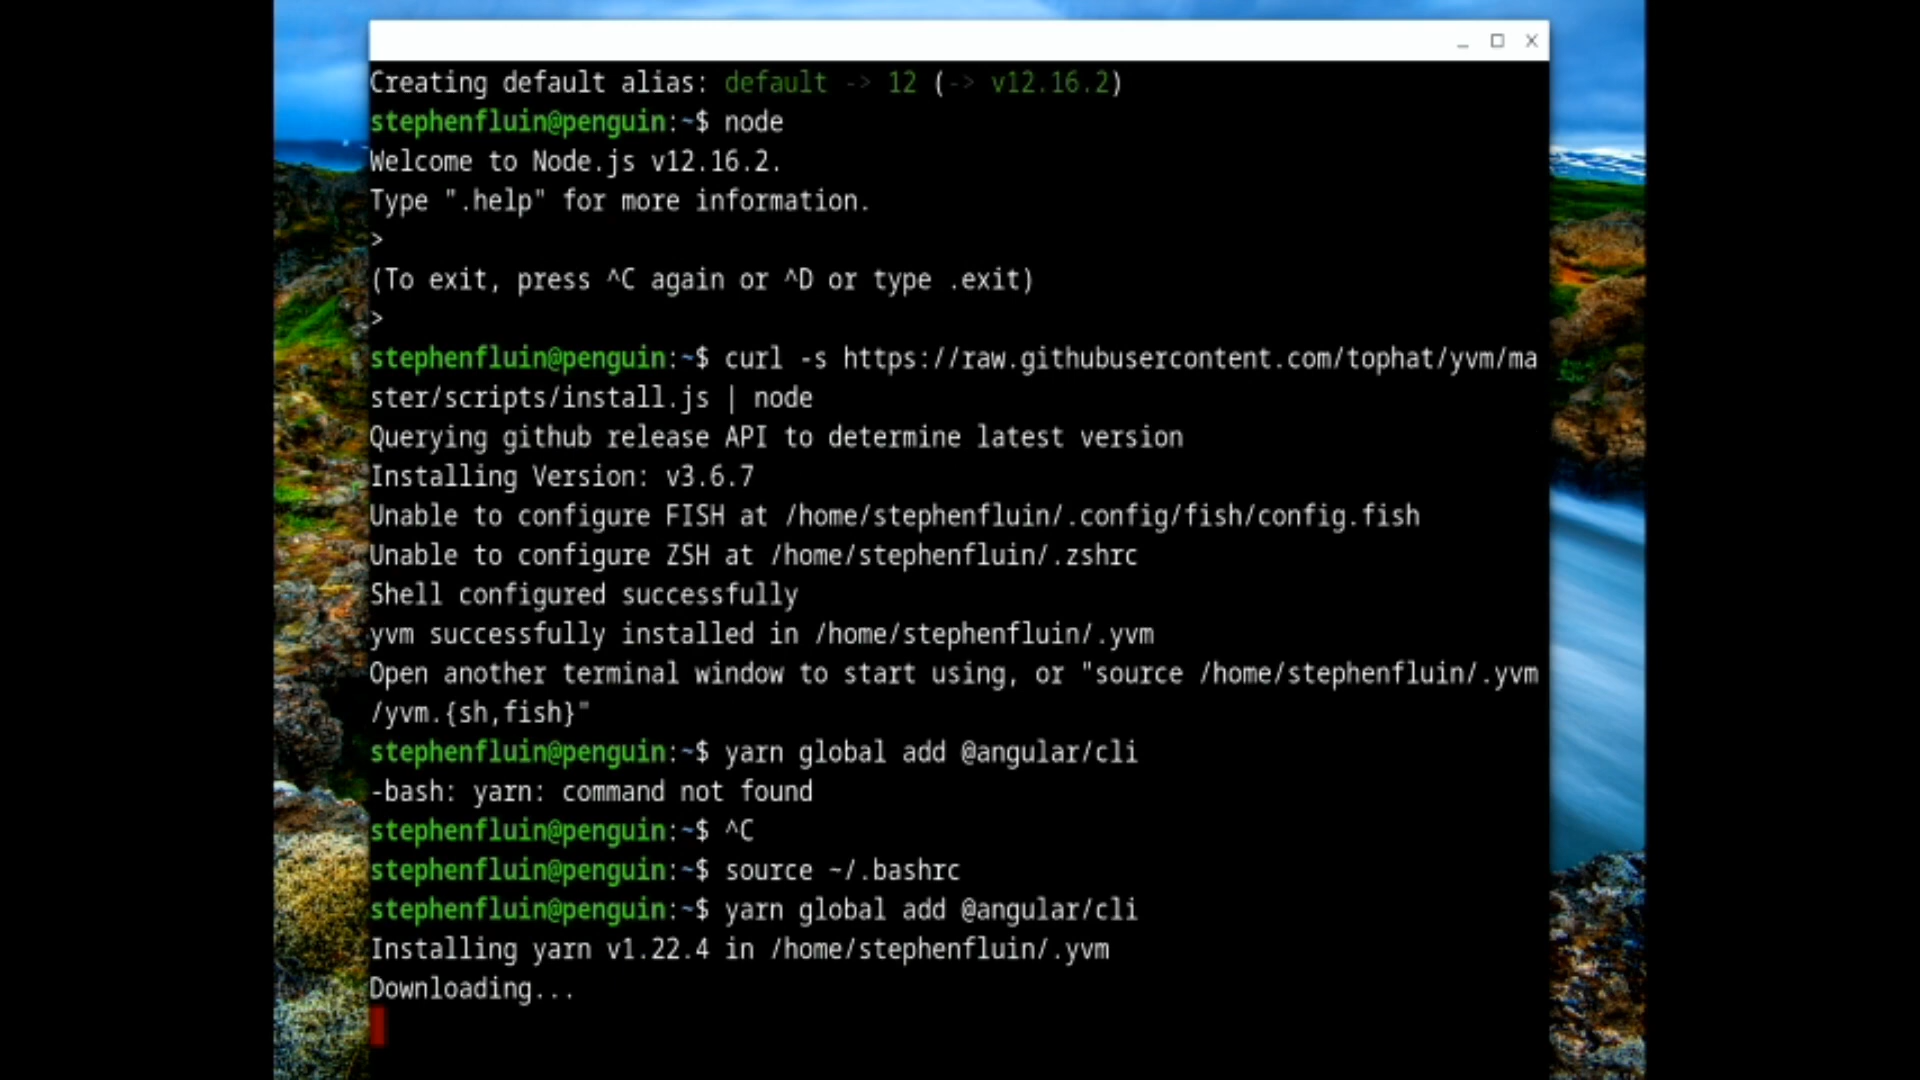 Creating default alias: default -> 12 (-> v12.16.2)
stephenfluin@penguin:~$ node
Welcome to Node.js v12.16.2.
Type ".help" for more information.
>
(To exit, press ^C again or ^D or type .exit)
>
stephenfluin@penguin:~$ curl -s https://raw.githubusercontent.com/tophat/yvm/ma
ster/scripts/install.js | node
Querying github release API to determine latest version
Installing Version: v3.6.7
Unable to configure FISH at /home/stephenfluin/.config/fish/config.fish
Unable to configure ZSH at /home/stephenfluin/.zshrc
Shell configured successfully
yvm successfully installed in /home/stephenfluin/.yvm
Open another terminal window to start using, or "source /home/stephenfluin/.yvm
/yvm.{sh,fish}"
stephenfluin@penguin:~$ yarn global add @angular/cli
-bash: yarn: command not found
stephenfluin@penguin:~$ ^C
stephenfluin@penguin:~$ source ~/.bashrc
stephenfluin@penguin:~$ yarn global add @angular/cli
Installing yarn v1.22.4 in /home/stephenfluin/.yvm
Downloading...